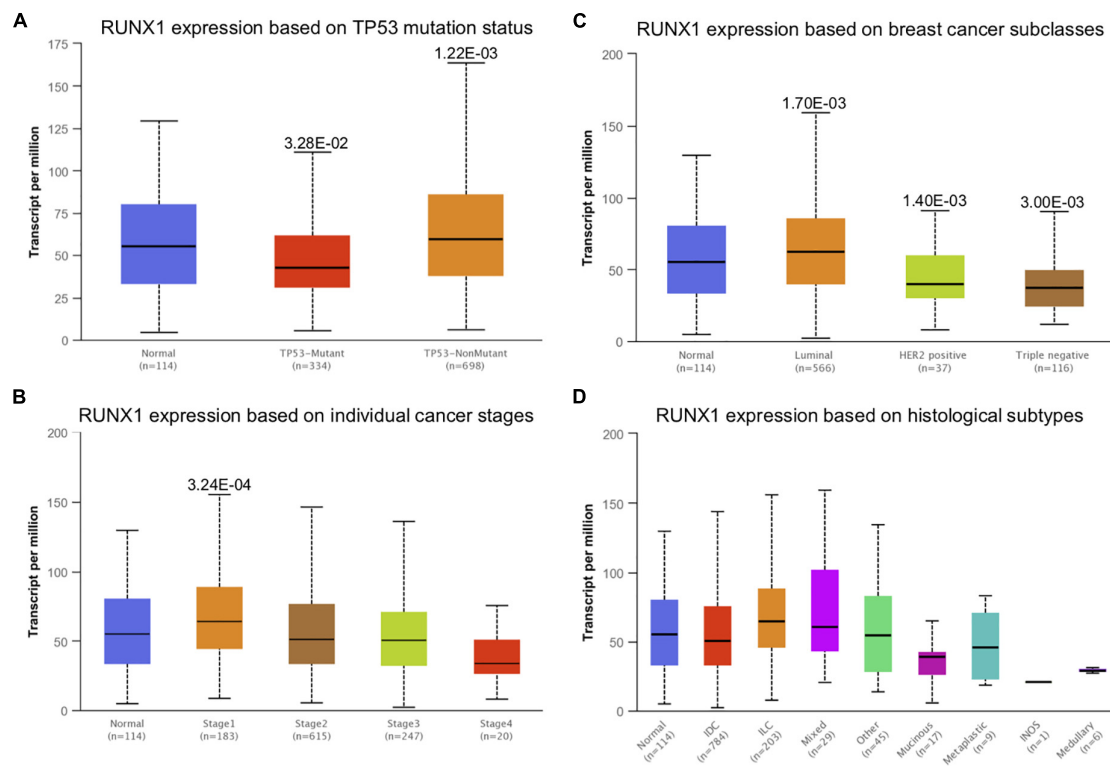 A
RUNX1 expression based on TP53 mutation status
1.22E-03
3.28E-02
Transcript per million
175
150
125
100
75
50
25
0
Normal
(n=114)
TP53-Mutant
(n=334)
TP53-NonMutant
(n=698)
C
RUNX1 expression based on breast cancer subclasses
1.70E-03
1.40E-03
3.00E-03
Transcript per million
200
150
100
50
0
Normal
(n=114)
Luminal
(n=566)
HER2 positive
(n=37)
Triple negative
(n=116)
B
RUNX1 expression based on individual cancer stages
3.24E-04
Transcript per million
200
150
100
50
0
Normal
(n=114)
Stage1
(n=183)
Stage2
(n=615)
Stage3
(n=247)
Stage4
(n=20)
D
RUNX1 expression based on histological subtypes
Transcript per million
200
150
100
50
0
Normal
(n=114)
IDC
(n=784)
ILC
(n=203)
Mixed
(n=29)
Other
(n=45)
Mucinous
(n=17)
Metaplastic
(n=9)
INOS
(n=1)
Medullary
(n=6)